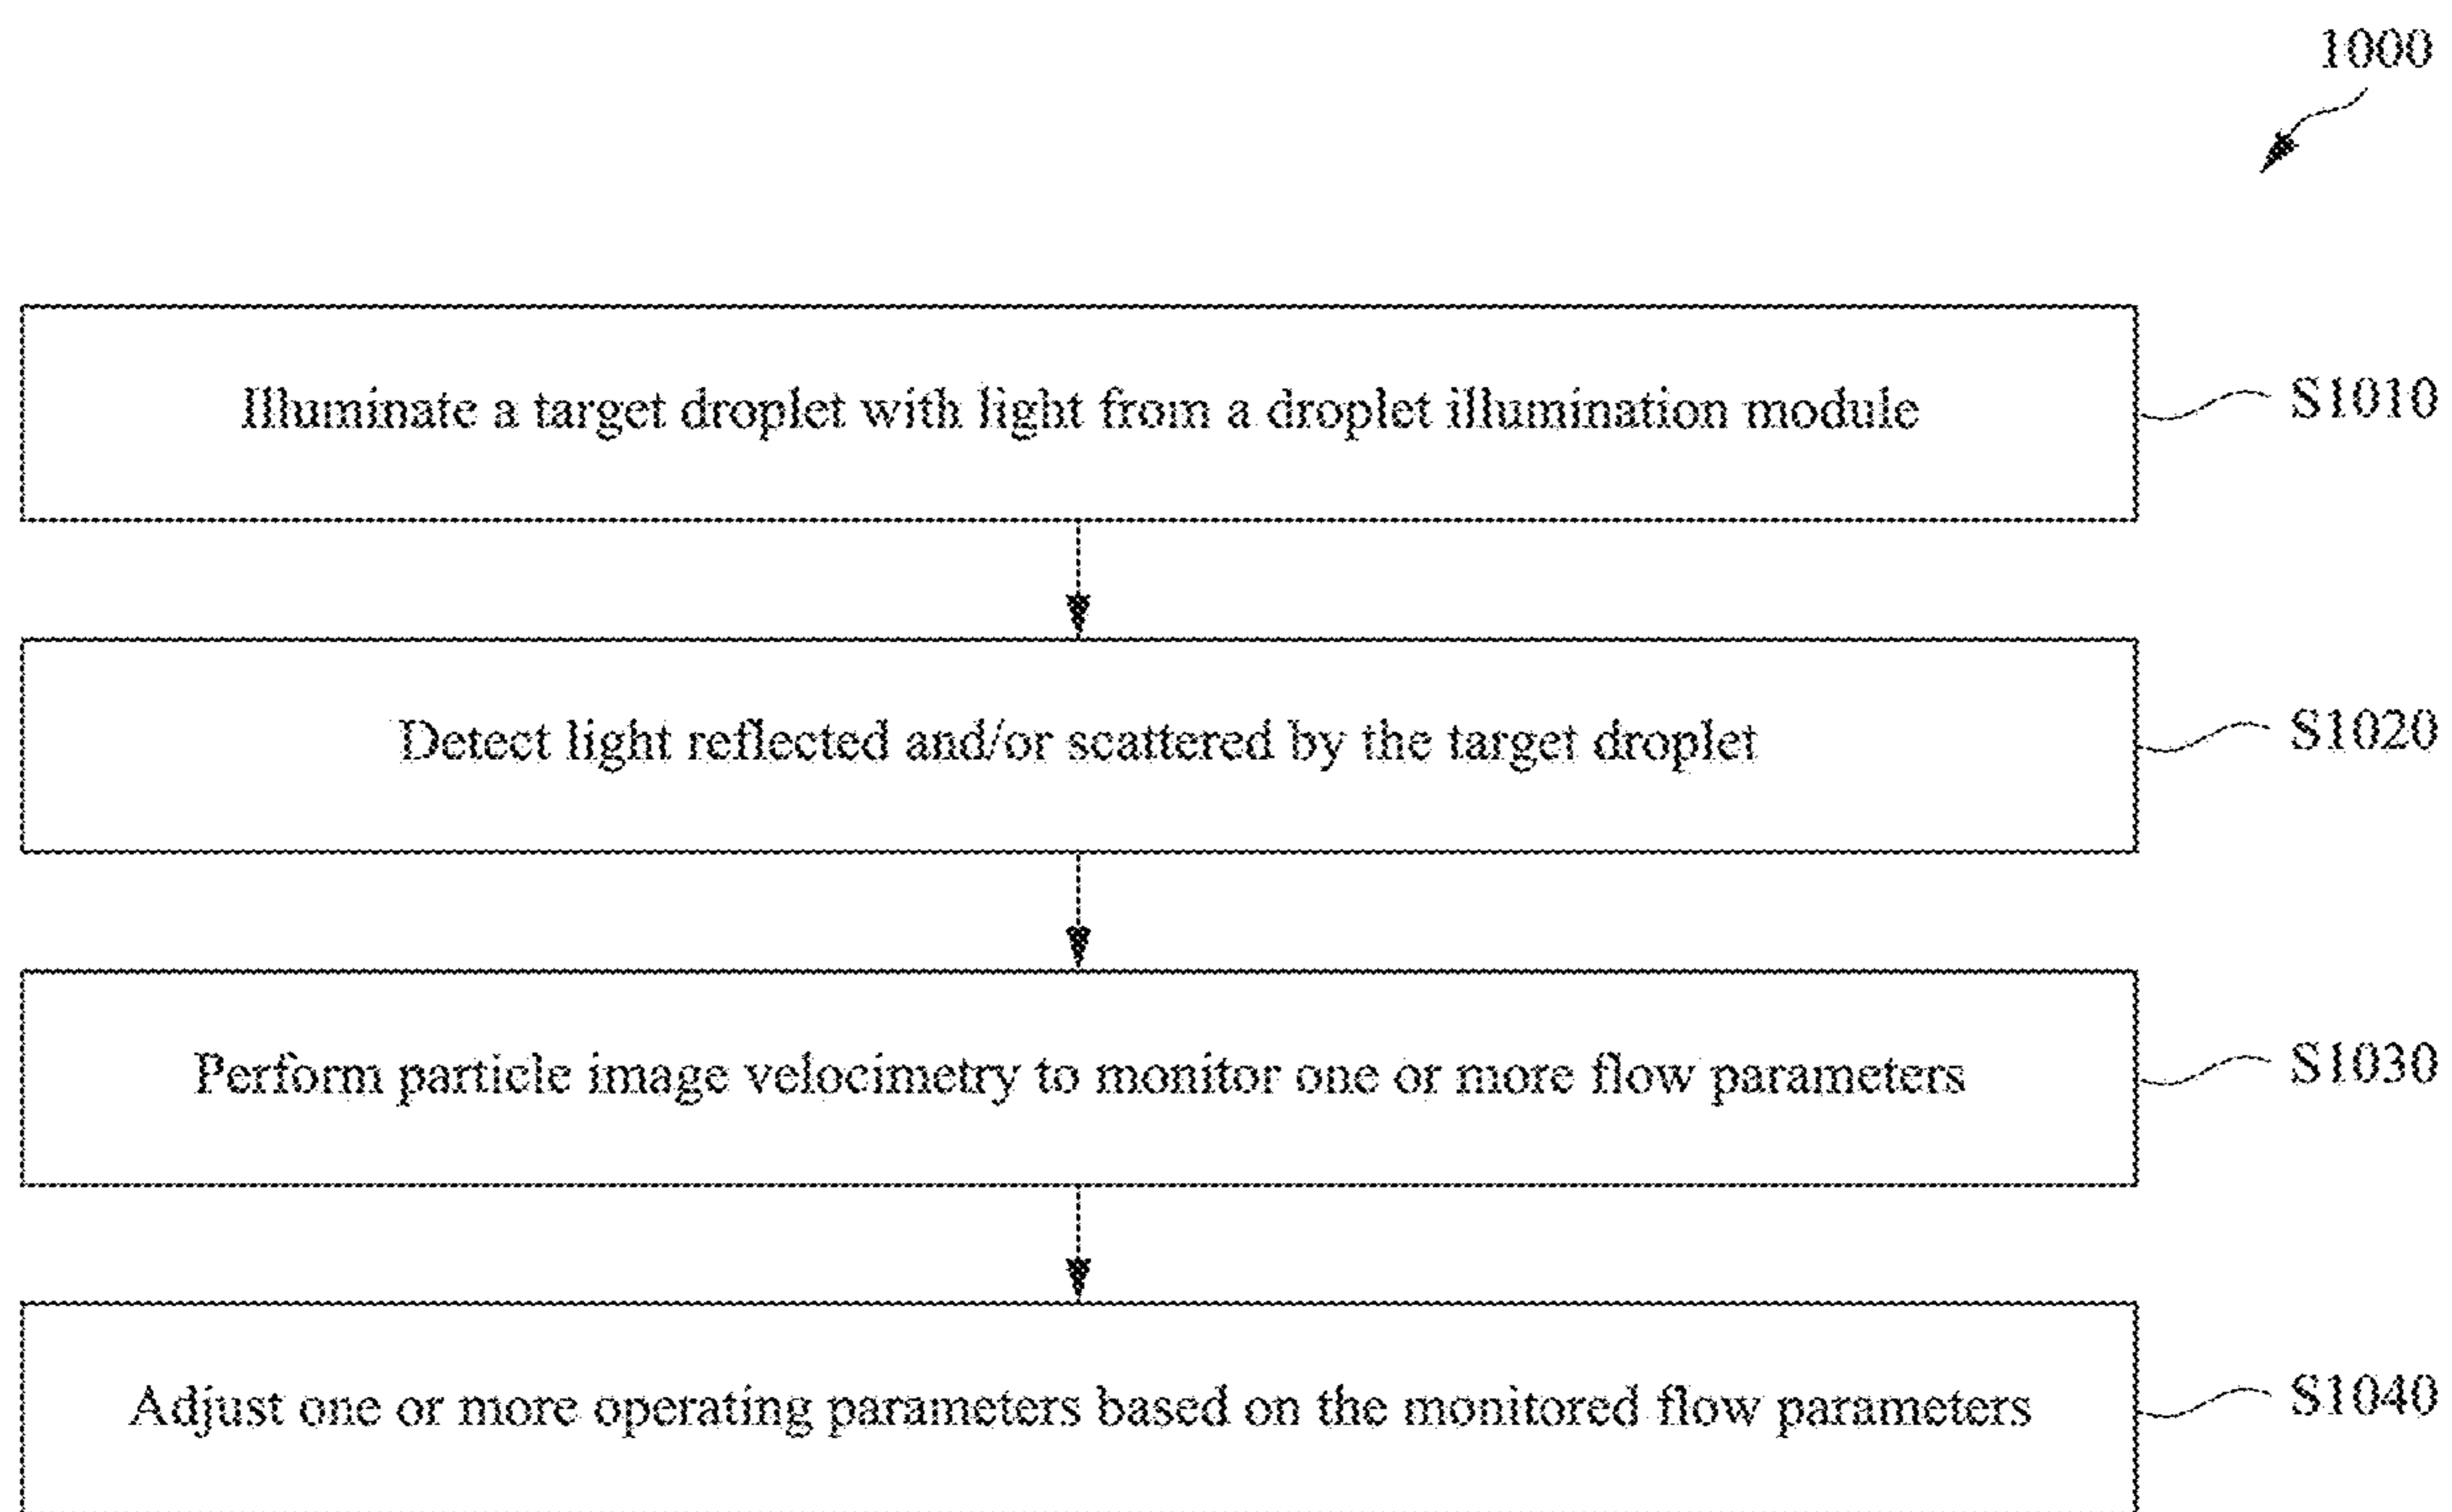 1000
Illuminate a target droplet with light from a droplet illumination module
S1010
Detect light reflected and/or scattered by the target droplet
S1020
Perform particle image velocimetry to monitor one or more flow parameters
S1030
Adjust one or more operating parameters based on the monitored flow parameters
S1040